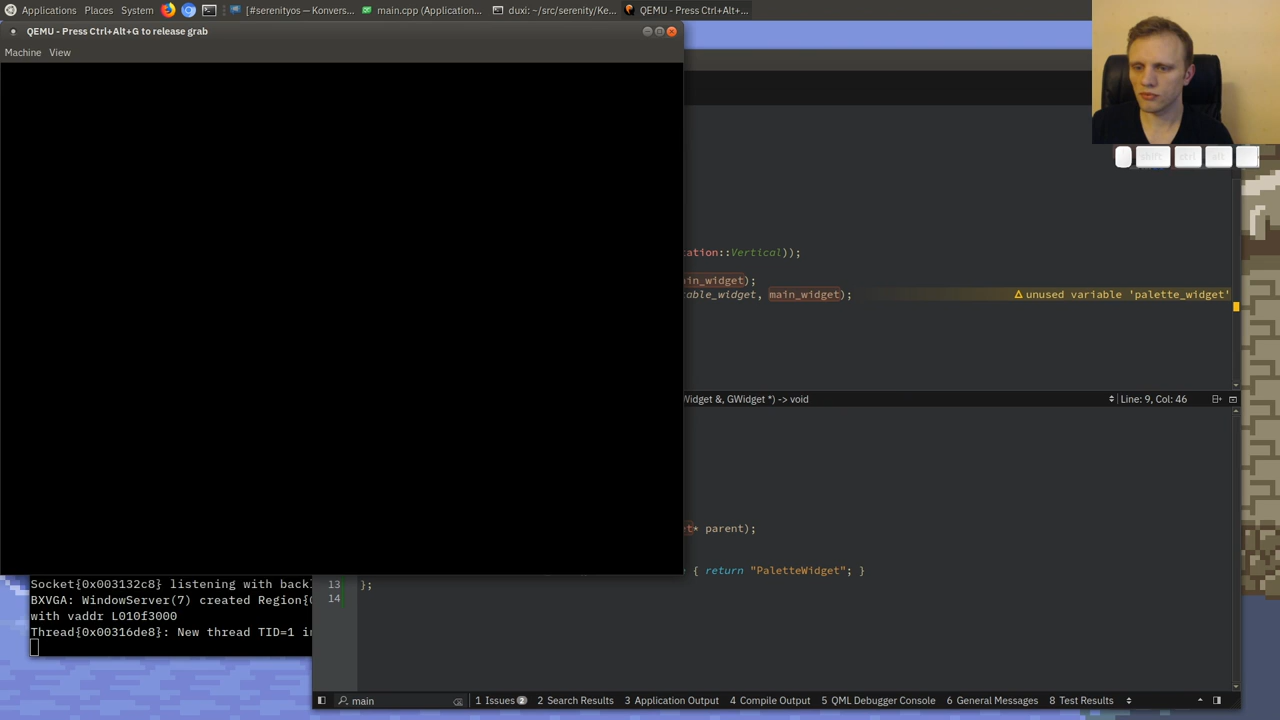 Applications Places System [#serenityos — Konvers... main.cpp (Application... duxi: ~/src/serenity/Ke... QEMU - Press Ctrl+Alt+...
QEMU - Press Ctrl+Alt+G to release grab
Machine View
shift ctrl alt
ation::Vertical));
in_widget);
able_widget, main_widget); unused variable 'palette_widget'
Widget &, GWidget *) -> void Line: 9, Col: 46
t* parent);
{ return "PaletteWidget"; }
Socket{0x003132c8} listening with back
13 };
BXVGA: WindowServer(7) created Region{
14
with vaddr L010f3000
Thread{0x00316de8}: New thread TID=1 i
main 1 Issues 2 2 Search Results 3 Application Output 4 Compile Output 5 QML Debugger Console 6 General Messages 8 Test Results